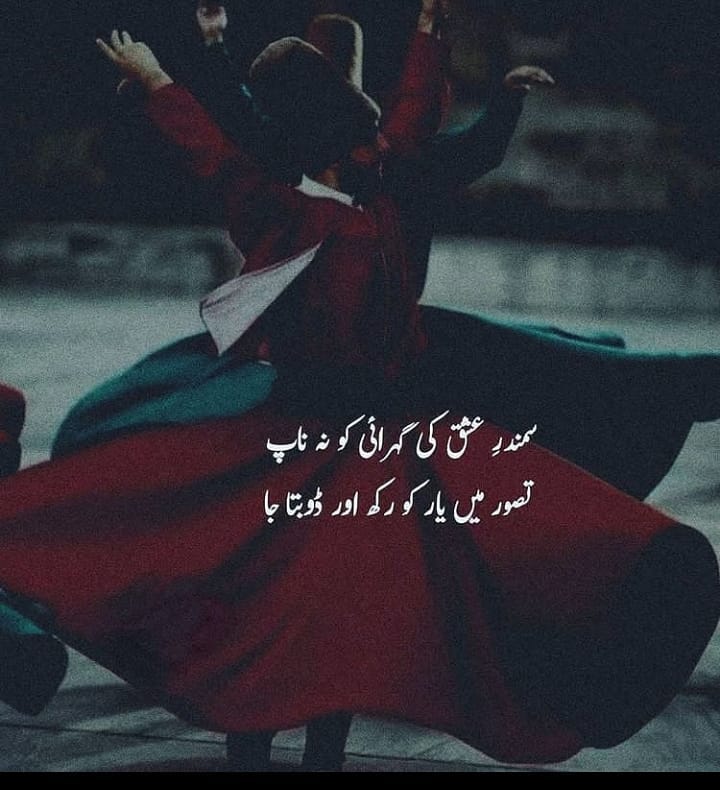 سمندرِ عشق کی گہرائی کو نہ ناپ
تصور میں یار کو رکھ اور ڈوبتا جا